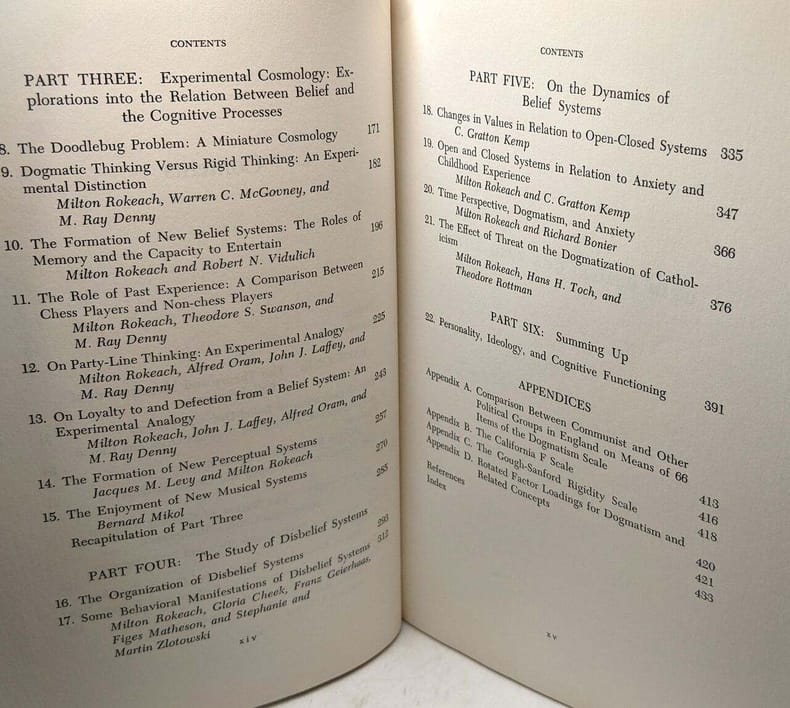 CONTENTS
PART THREE: Experimental Cosmology: Ex-
plorations into the Relation Between Belief and
the Cognitive Processes
8. The Doodlebug Problem: A Miniature Cosmology 171
9. Dogmatic Thinking Versus Rigid Thinking: An Experi-
mental Distinction 182
Milton Rokeach, Warren C. McGovney, and
M. Ray Denny
10. The Formation of New Belief Systems: The Roles of
Memory and the Capacity to Entertain 196
Milton Rokeach and Robert N. Vidulich
11. The Role of Past Experience: A Comparison Between
Chess Players and Non-chess Players 215
Milton Rokeach, Theodore S. Swanson, and
M. Ray Denny
12. On Party-Line Thinking: An Experimental Analogy 225
Milton Rokeach, Alfred Oram, John J. Laffey, and
M. Ray Denny
13. On Loyalty to and Defection from a Belief System: An
Experimental Analogy 243
Milton Rokeach, John J. Laffey, Alfred Oram, and
M. Ray Denny
14. The Formation of New Perceptual Systems 257
Jacques M. Levy and Milton Rokeach
15. The Enjoyment of New Musical Systems 270
Bernard Mikol
Recapitulation of Part Three 285
PART FOUR: The Study of Disbelief Systems
16. The Organization of Disbelief Systems 293
17. Some Behavioral Manifestations of Disbelief Systems 312
Milton Rokeach, Gloria Cheek, Franz Geierhaas,
Figes Matheson, and Stephanie and
Martin Zlotowski
xiv
CONTENTS
PART FIVE: On the Dynamics of
Belief Systems
18. Changes in Values in Relation to Open-Closed Systems 335
C. Gratton Kemp
19. Open and Closed Systems in Relation to Anxiety and
Childhood Experience 347
Milton Rokeach and C. Gratton Kemp
20. Time Perspective, Dogmatism, and Anxiety 366
Milton Rokeach and Richard Bonier
21. The Effect of Threat on the Dogmatization of Cathol-
icism 376
Milton Rokeach, Hans H. Toch, and
Theodore Rottman
PART SIX: Summing Up
22. Personality, Ideology, and Cognitive Functioning 391
APPENDICES
Appendix A. Comparison Between Communist and Other
Political Groups in England on Means of 66
Items of the Dogmatism Scale 413
Appendix B. The California F Scale 416
Appendix C. The Gough-Sanford Rigidity Scale 418
Appendix D. Rotated Factor Loadings for Dogmatism and
Related Concepts 420
References 421
Index 433
xv